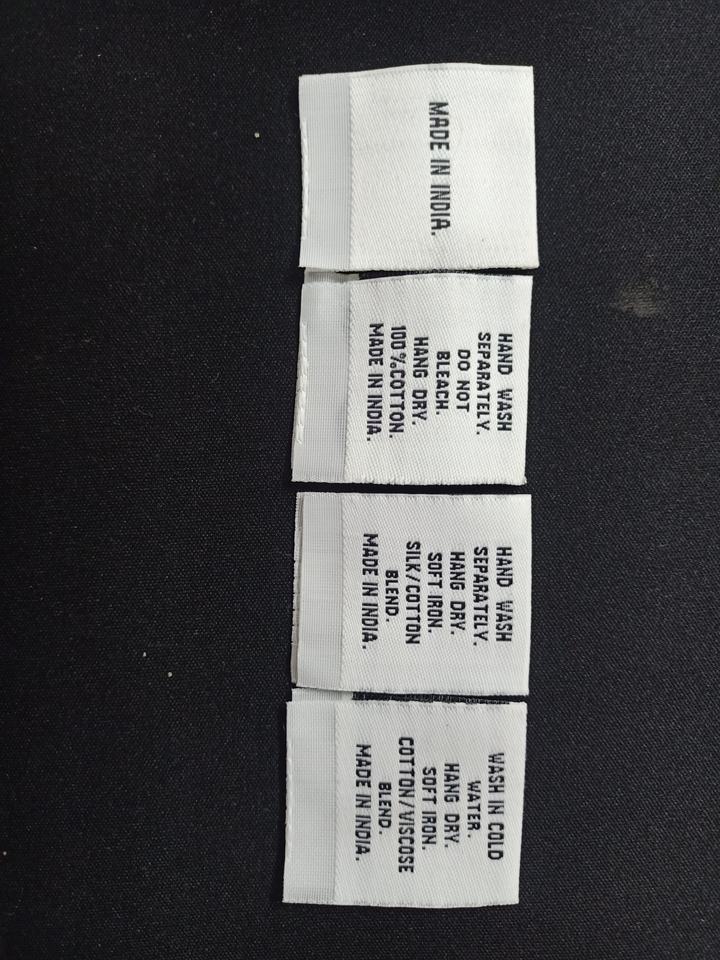 MADE IN INDIA.
HAND WASH
SEPARATELY.
DO NOT
BLEACH.
HANG DRY.
100%COTTON.
MADE IN INDIA.
HAND WASH
SEPARATELY.
HANG DRY.
SOFT IRON.
SILK/COTTON
BLEND.
MADE IN INDIA.
WASH IN COLD
WATER.
HANG DRY.
SOFT IRON.
COTTON/VISCOSE
BLEND.
MADE IN INDIA.